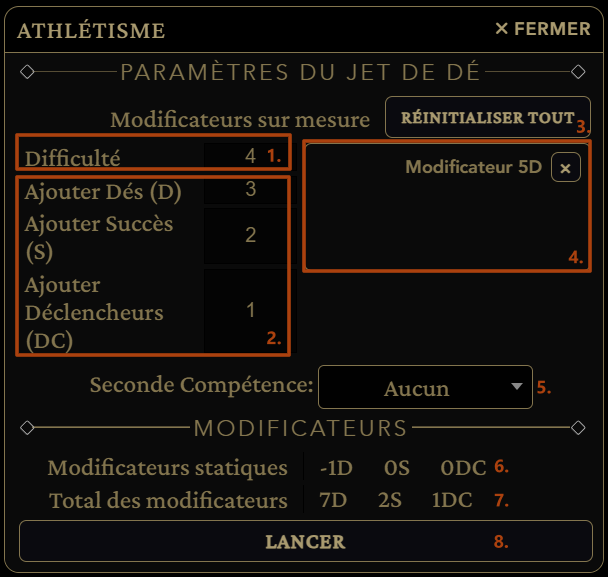 ATHLÉTISME
× FERMER
PARAMÈTRES DU JET DE DÉ
Modificateurs sur mesure
RÉINITIALISER TOUT 3.
Difficulté 4 1.
Modificateur 5D ×
Ajouter Dés (D) 3
Ajouter Succès
(S) 2
4.
Ajouter
Déclencheurs
(DC) 1
2.
Seconde Compétence: Aucun 5.
MODIFICATEURS
Modificateurs statiques -1D 0S 0DC 6.
Total des modificateurs 7D 2S 1DC 7.
LANCER 8.